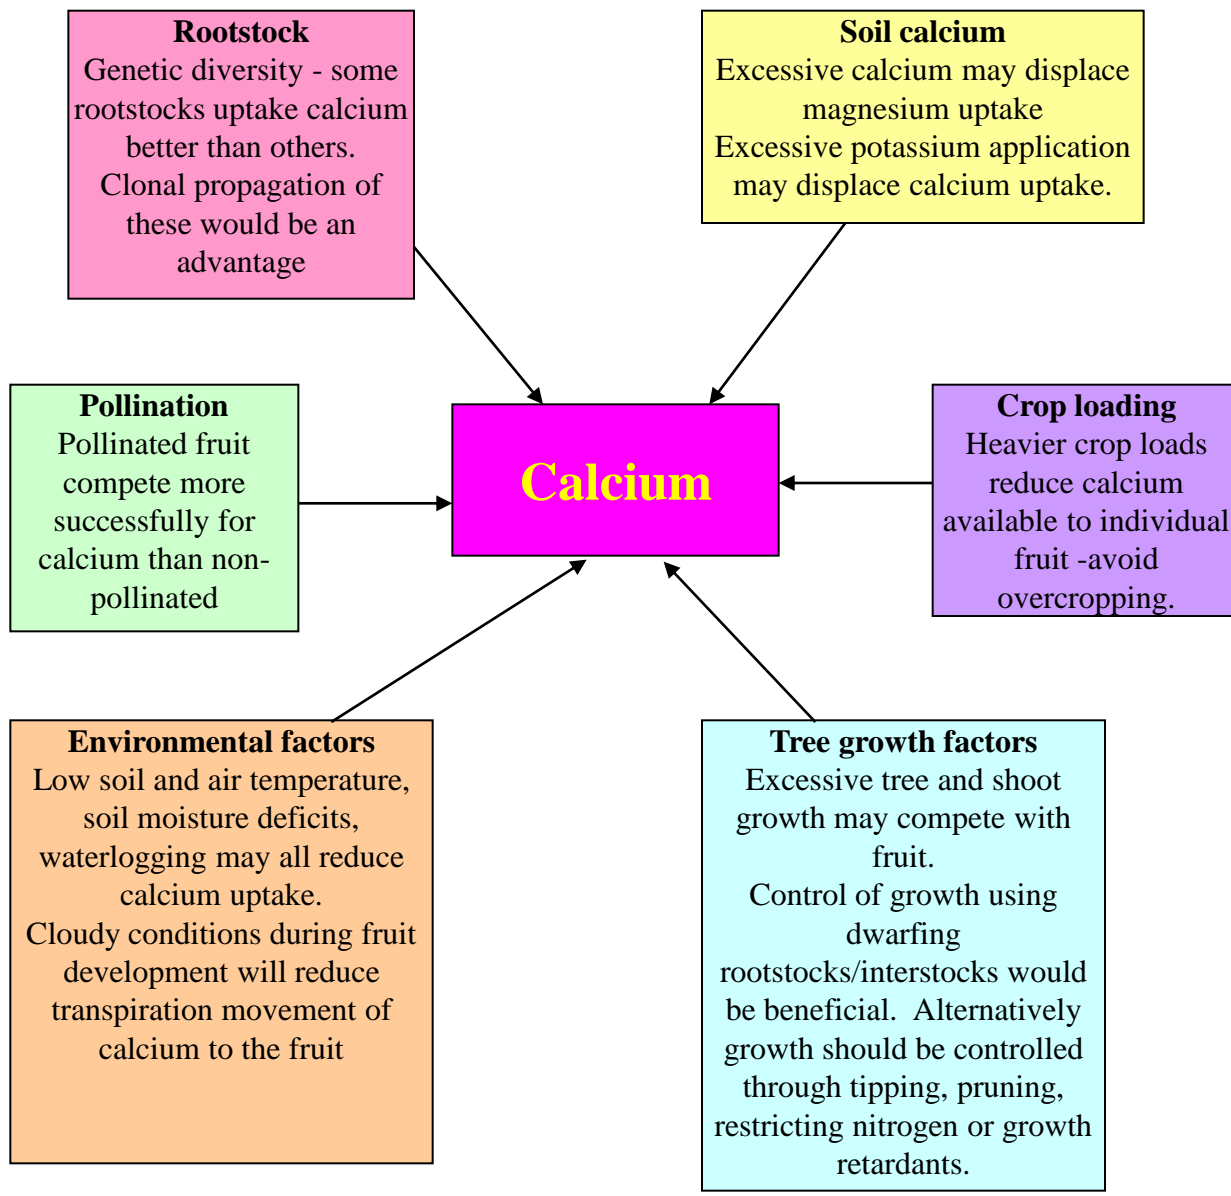 Rootstock
Genetic diversity - some
rootstocks uptake calcium
better than others.
Clonal propagation of
these would be an
advantage
Soil calcium
Excessive calcium may displace
magnesium uptake
Excessive potassium application
may displace calcium uptake.
Pollination
Pollinated fruit
compete more
successfully for
calcium than non-
pollinated
Calcium
Crop loading
Heavier crop loads
reduce calcium
available to individual
fruit -avoid
overcropping.
Environmental factors
Low soil and air temperature,
soil moisture deficits,
waterlogging may all reduce
calcium uptake.
Cloudy conditions during fruit
development will reduce
transpiration movement of
calcium to the fruit
Tree growth factors
Excessive tree and shoot
growth may compete with
fruit.
Control of growth using
dwarfing
rootstocks/interstocks would
be beneficial.  Alternatively
growth should be controlled
through tipping, pruning,
restricting nitrogen or growth
retardants.